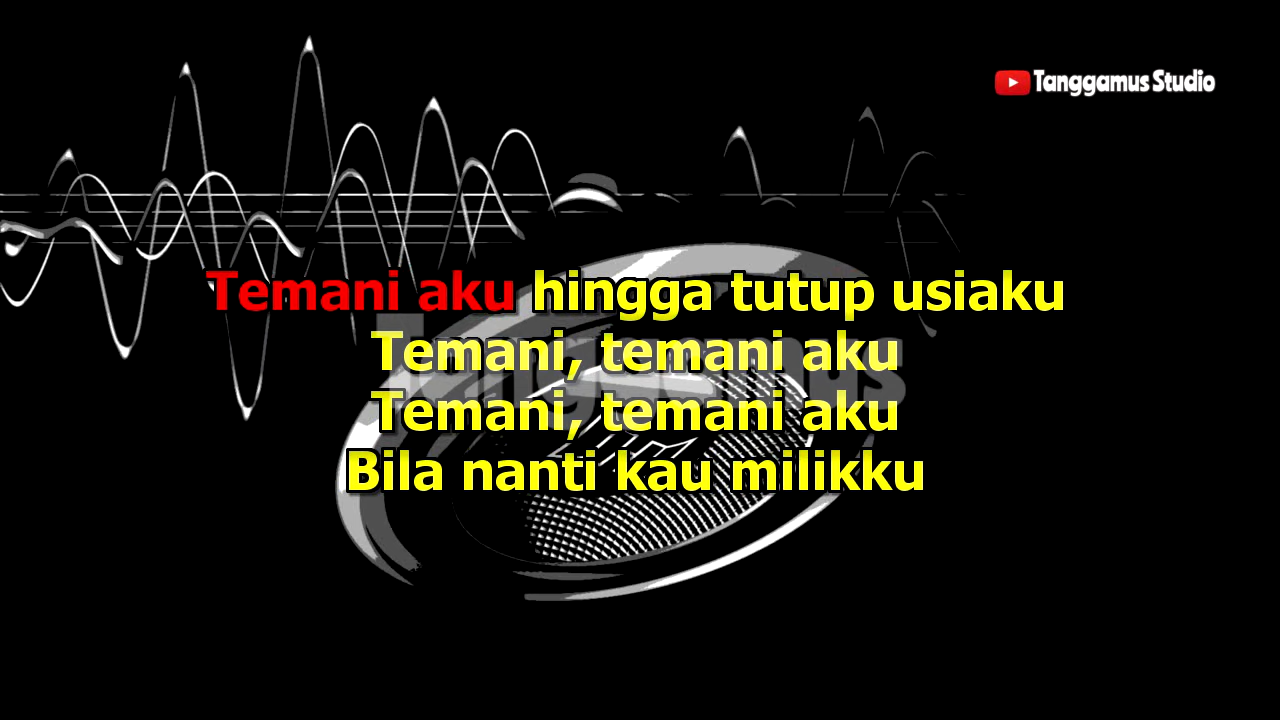 Tanggamus Studio
Temani aku hingga tutup usiaku
Temani, temani aku
Temani, temani aku
Bila nanti kau milikku